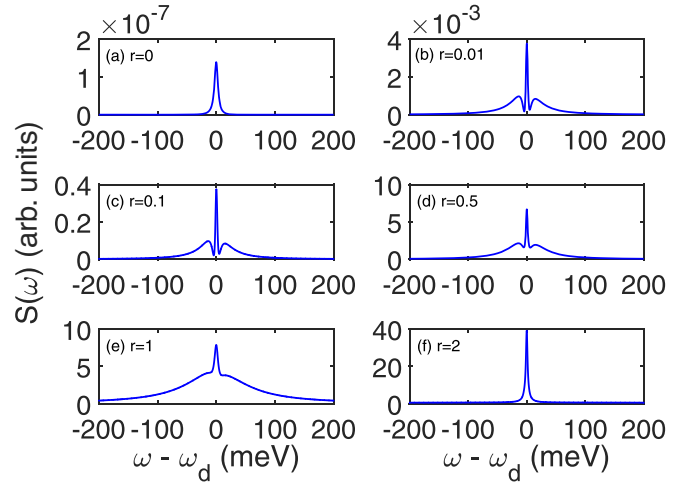 ×10⁻⁷ ×10⁻³
2 4
(a) r=0 (b) r=0.01
1 2
0 0
-200 -100 0 100 200 -200 -100 0 100 200
S(ω) (arb. units)
0.4 10
(c) r=0.1 (d) r=0.5
0.2 5
0 0
-200 -100 0 100 200 -200 -100 0 100 200
10 40
(e) r=1 (f) r=2
5 20
0 0
-200 -100 0 100 200 -200 -100 0 100 200
ω - ω_d (meV) ω - ω_d (meV)